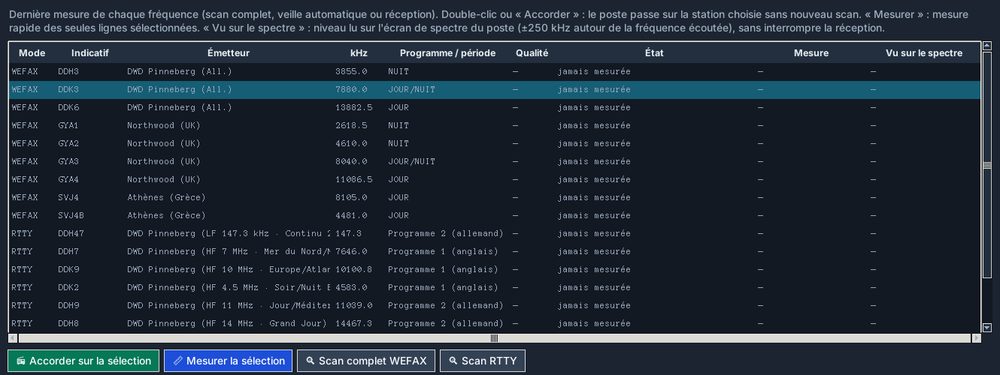 Dernière mesure de chaque fréquence (scan complet, veille automatique ou réception). Double-clic ou « Accorder » : le poste passe sur la station choisie sans nouveau scan. « Mesurer » : mesure
rapide des seules lignes sélectionnées. « Vu sur le spectre » : niveau lu sur l'écran de spectre du poste (±250 kHz autour de la fréquence écoutée), sans interrompre la réception.
Mode Indicatif Émetteur kHz Programme / période Qualité État Mesure Vu sur le spectre
WEFAX DDH3 DWD Pinneberg (All.) 3855.0 NUIT — jamais mesurée — —
WEFAX DDK3 DWD Pinneberg (All.) 7880.0 JOUR/NUIT — jamais mesurée — —
WEFAX DDK6 DWD Pinneberg (All.) 13882.5 JOUR — jamais mesurée — —
WEFAX GYA1 Northwood (UK) 2618.5 NUIT — jamais mesurée — —
WEFAX GYA2 Northwood (UK) 4610.0 NUIT — jamais mesurée — —
WEFAX GYA3 Northwood (UK) 8040.0 JOUR/NUIT — jamais mesurée — —
WEFAX GYA4 Northwood (UK) 11086.5 JOUR — jamais mesurée — —
WEFAX SVJ4 Athènes (Grèce) 8105.0 JOUR — jamais mesurée — —
WEFAX SVJ4B Athènes (Grèce) 4481.0 JOUR — jamais mesurée — —
RTTY DDH47 DWD Pinneberg (LF 147.3 kHz · Continu 2 147.3 Programme 2 (allemand) — jamais mesurée — —
RTTY DDH7 DWD Pinneberg (HF 7 MHz · Mer du Nord/M 7646.0 Programme 1 (anglais) — jamais mesurée — —
RTTY DDK9 DWD Pinneberg (HF 10 MHz · Europe/Atlan 10100.8 Programme 1 (anglais) — jamais mesurée — —
RTTY DDK2 DWD Pinneberg (HF 4.5 MHz · Soir/Nuit E 4583.0 Programme 1 (anglais) — jamais mesurée — —
RTTY DDH9 DWD Pinneberg (HF 11 MHz · Jour/Méditer 11039.0 Programme 2 (allemand) — jamais mesurée — —
RTTY DDH8 DWD Pinneberg (HF 14 MHz · Grand Jour) 14467.3 Programme 2 (allemand) — jamais mesurée — —
Accorder sur la sélection Mesurer la sélection Scan complet WEFAX Scan RTTY